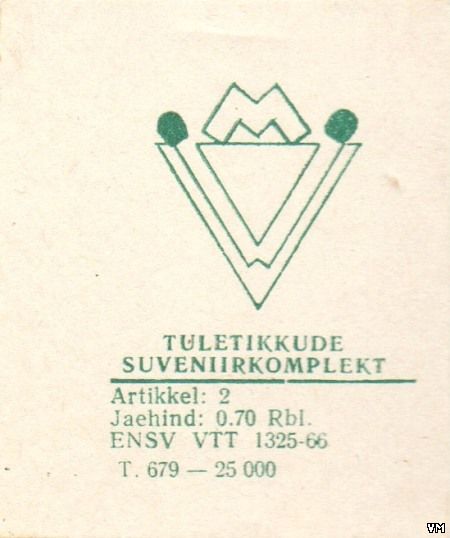 TULETIKKUDE
SUVENIIRKOMPLEKT
Artikkel: 2
Jaehind: 0.70 Rbl.
ENSV VTT 1325-66
T. 679 — 25 000
VM